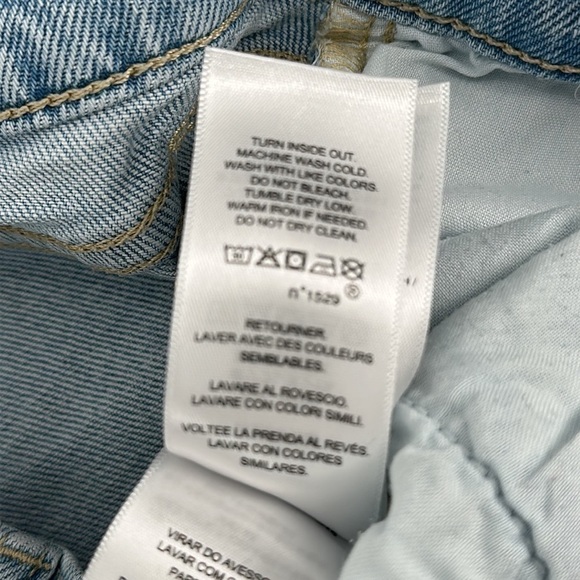 TURN INSIDE OUT.
MACHINE WASH COLD.
WASH WITH LIKE COLORS.
DO NOT BLEACH.
TUMBLE DRY LOW.
WARM IRON IF NEEDED.
DO NOT DRY CLEAN.
n°1529 ®
RETOURNER.
LAVER AVEC DES COULEURS
SEMBLABLES.
LAVARE AL ROVESCIO.
LAVARE CON COLORI SIMILI.
VOLTEE LA PRENDA AL REVÉS.
LAVAR CON COLORES
SIMILARES.
VIRAR DO AVESSO
LAVAR COM C